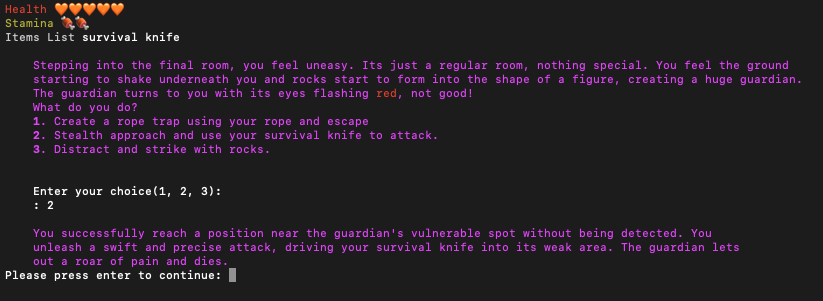 Health 🧡🧡🧡🧡🧡
Stamina 🍖🍖
Items List survival knife
Stepping into the final room, you feel uneasy. Its just a regular room, nothing special. You feel the ground
starting to shake underneath you and rocks start to form into the shape of a figure, creating a huge guardian.
The guardian turns to you with its eyes flashing red, not good!
What do you do?
1. Create a rope trap using your rope and escape
2. Stealth approach and use your survival knife to attack.
3. Distract and strike with rocks.
Enter your choice(1, 2, 3):
: 2
You successfully reach a position near the guardian's vulnerable spot without being detected. You
unleash a swift and precise attack, driving your survival knife into its weak area. The guardian lets
out a roar of pain and dies.
Please press enter to continue: